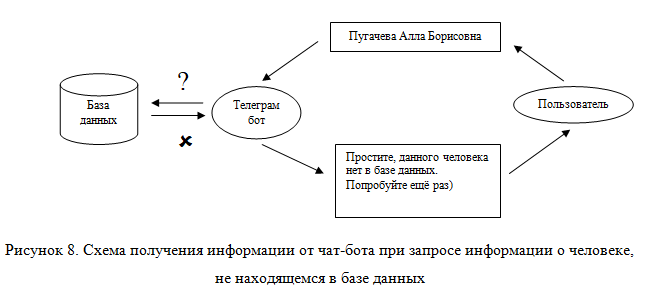 Пугачева Алла Борисовна
?
База
данных
Телеграм
бот
Пользователь
Простите, данного человека
нет в базе данных.
Попробуйте ещё раз)
Рисунок 8. Схема получения информации от чат-бота при запросе информации о человеке,
не находящемся в базе данных